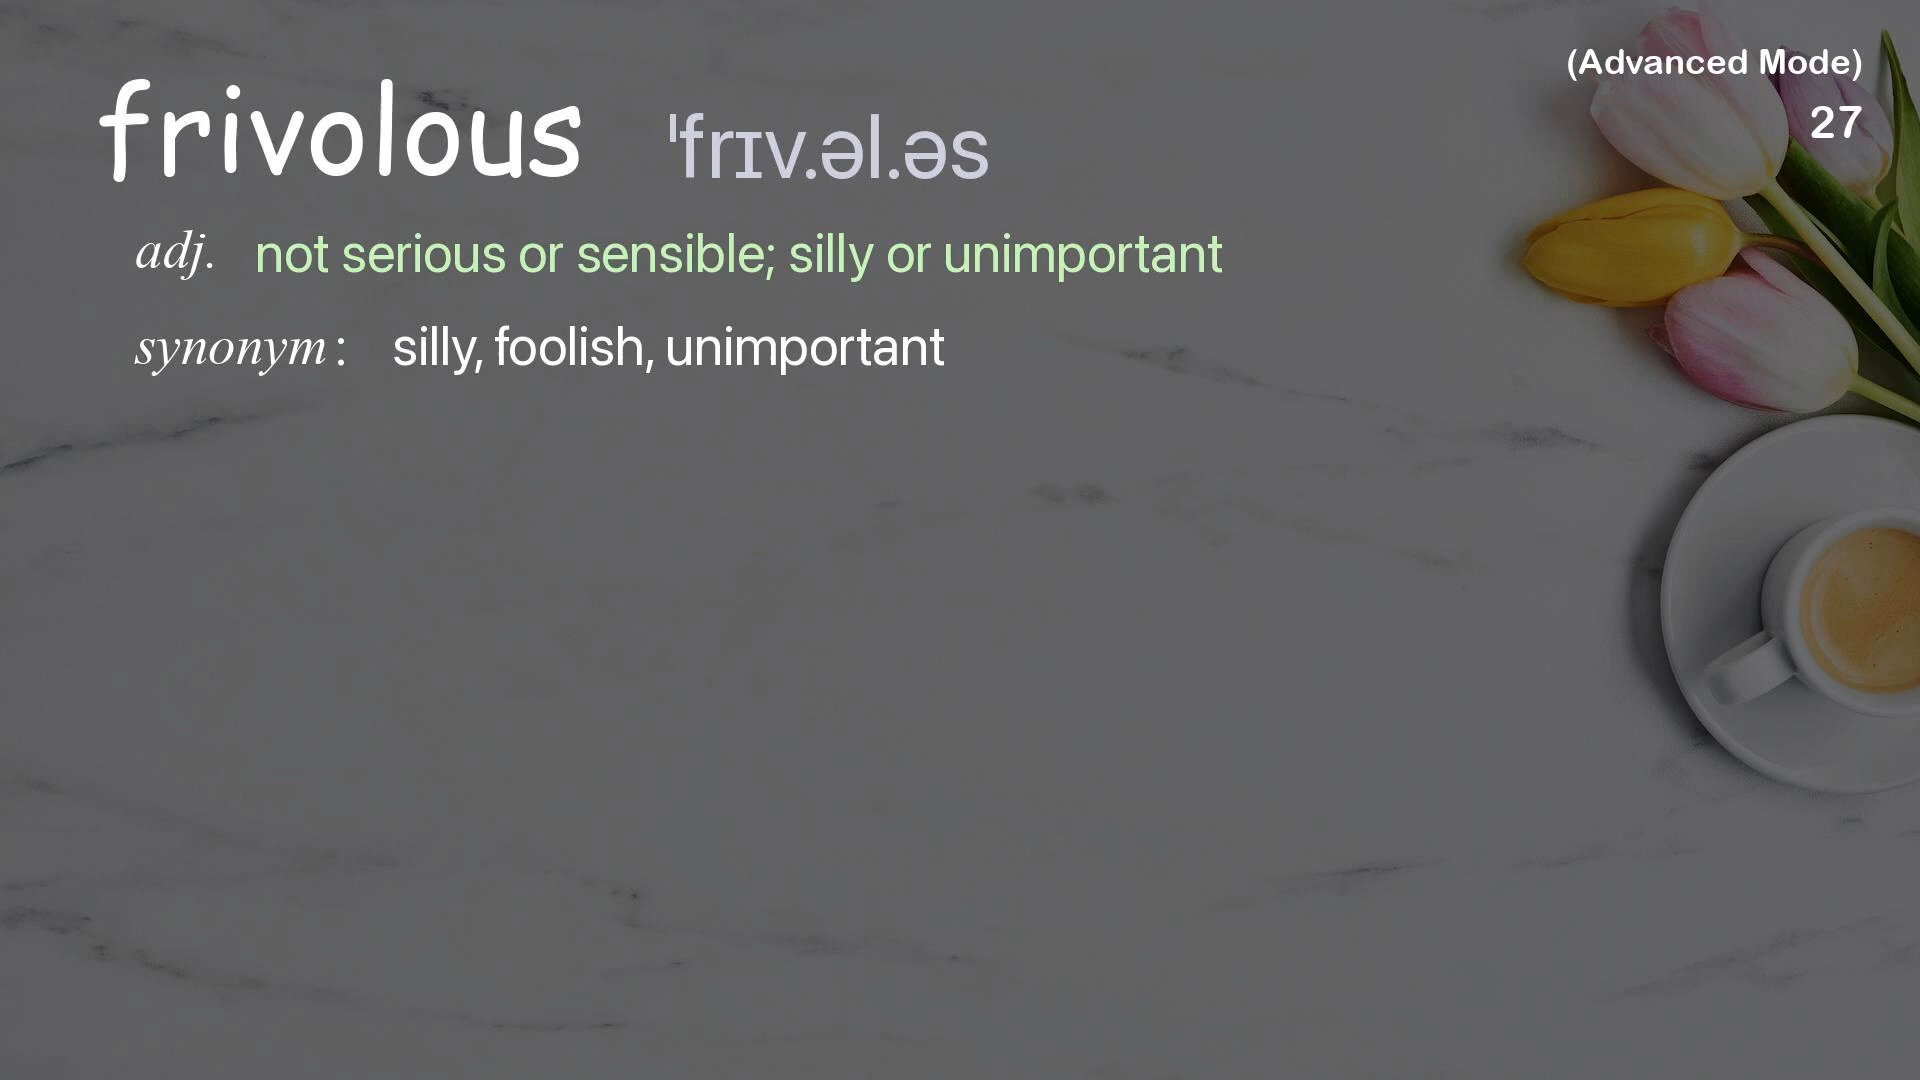 (Advanced Mode)
27
frivolous ˈfrɪv.əl.əs
adj. not serious or sensible; silly or unimportant
synonym: silly, foolish, unimportant